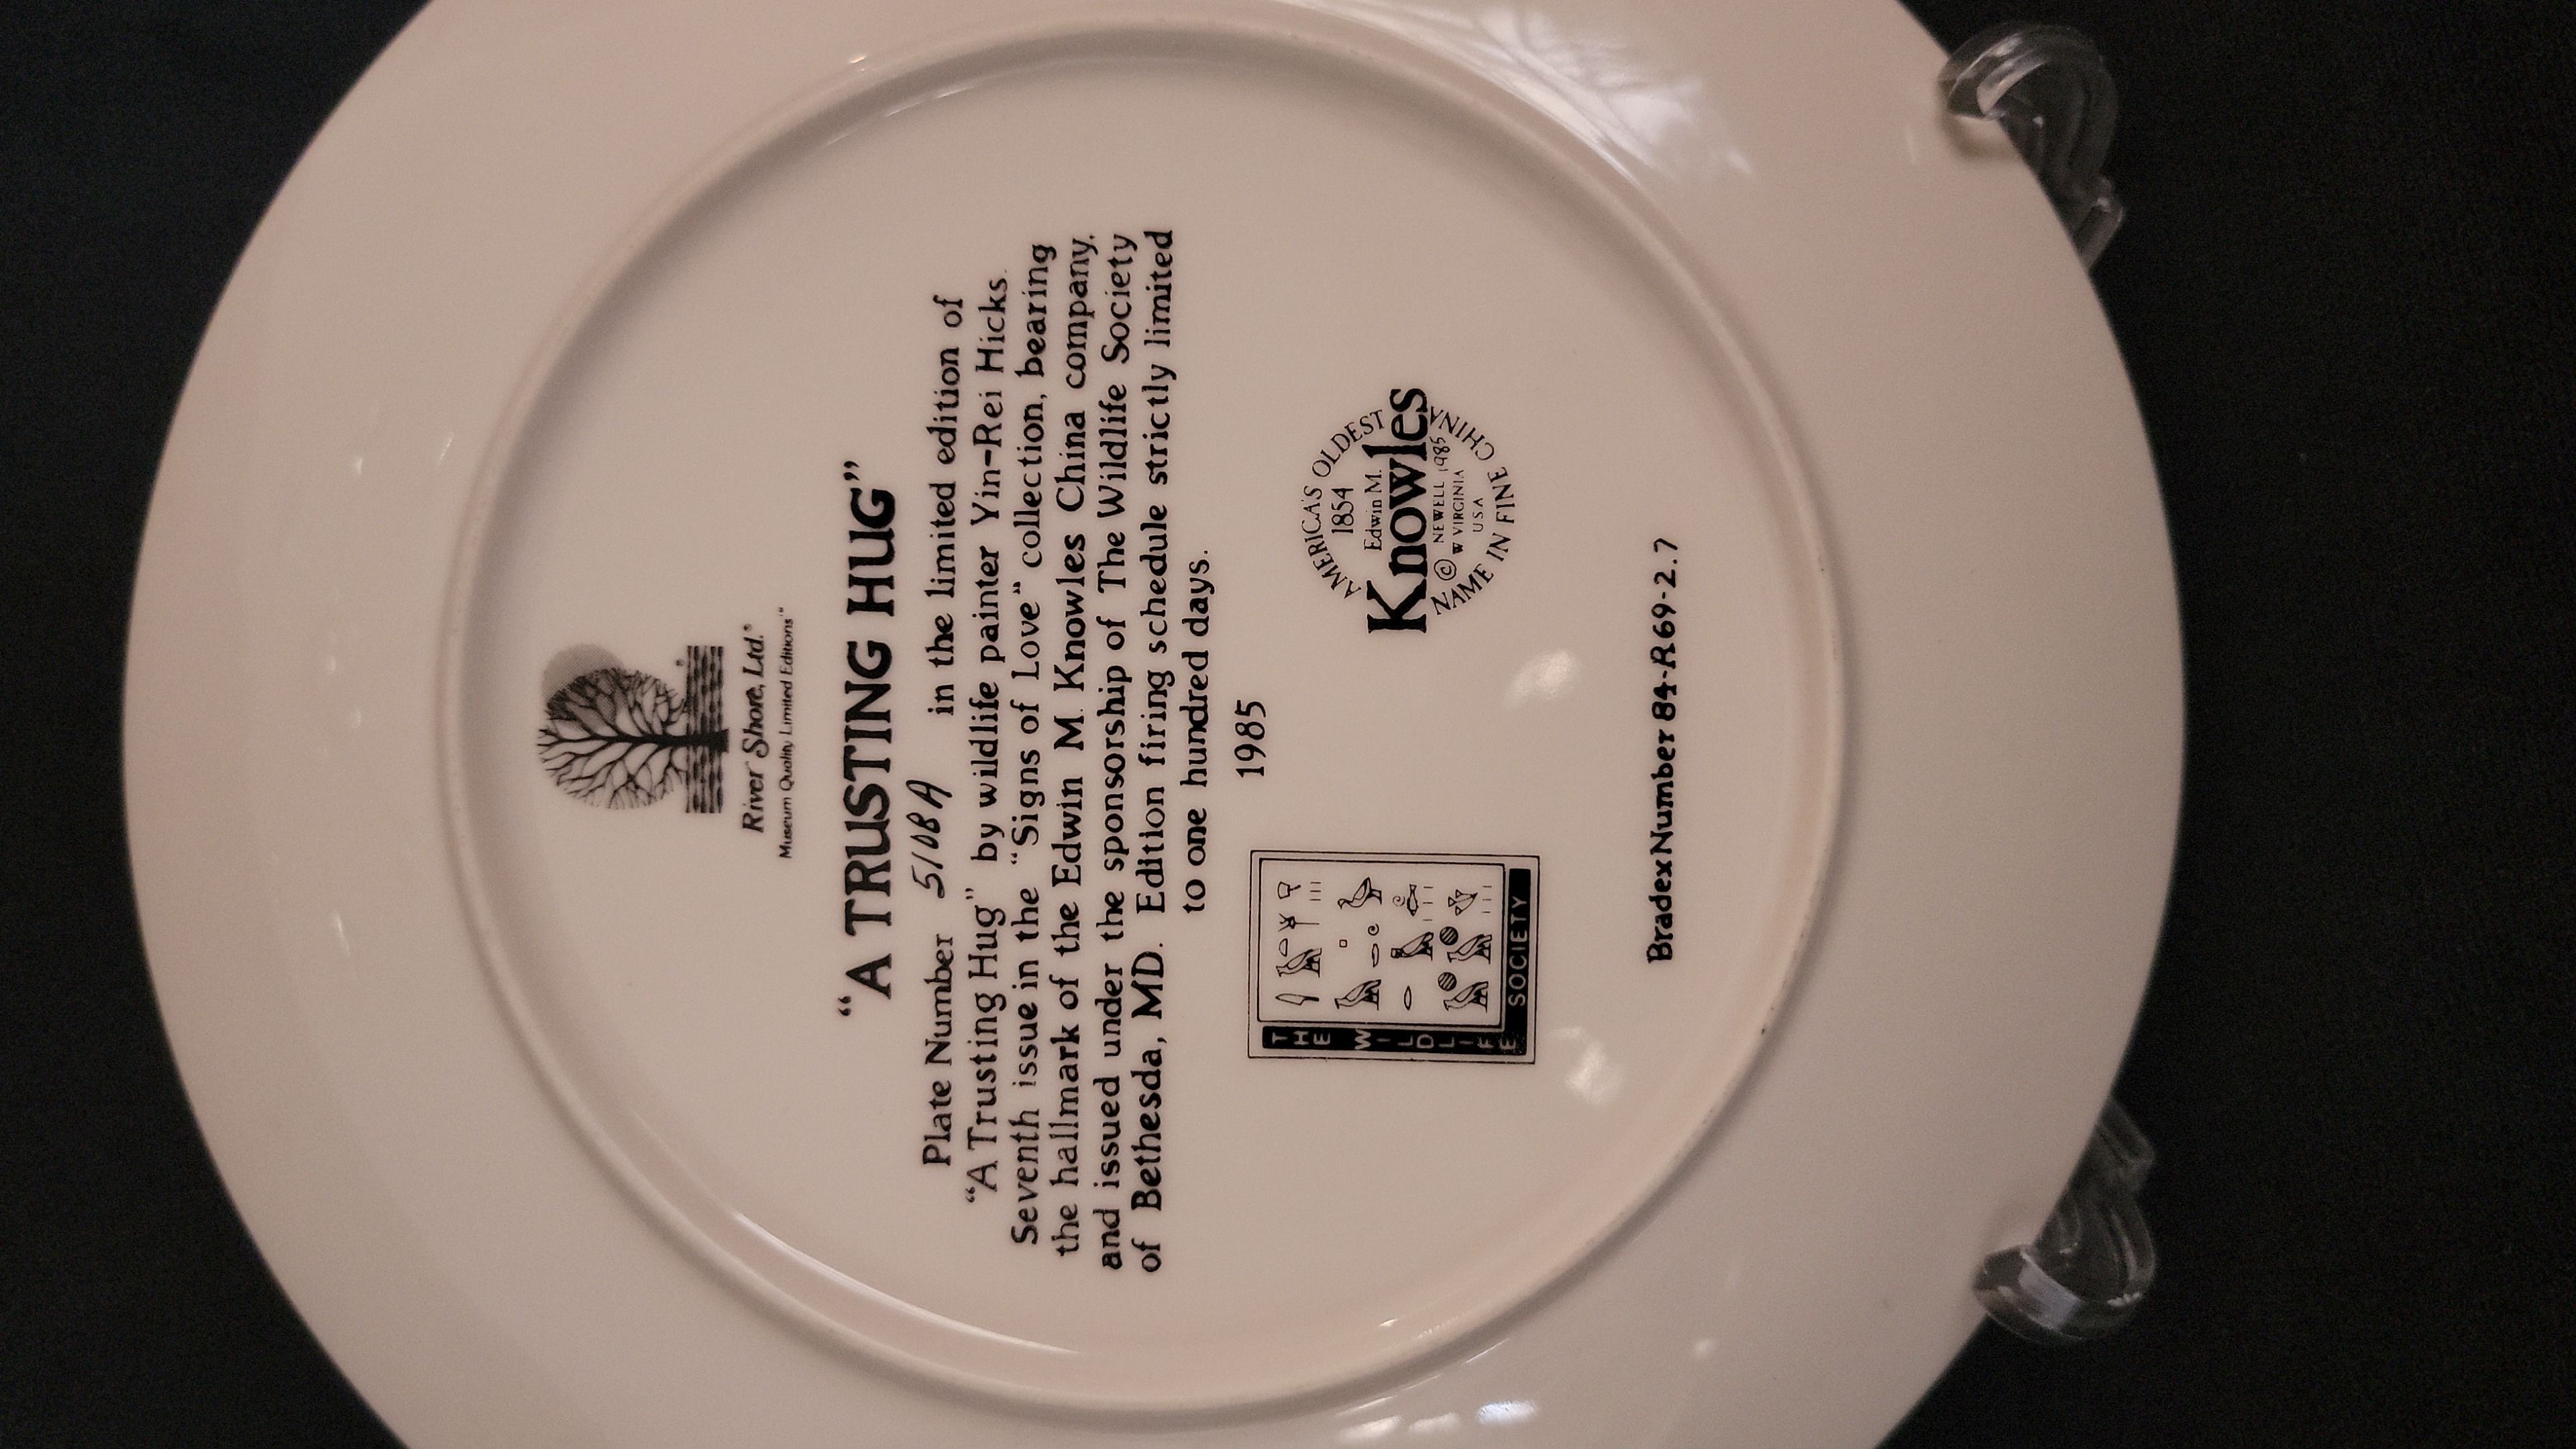 River Shore, Ltd.®
Museum Quality Limited Editions"
"A TRUSTING HUG"
Plate Number 5108A in the limited edition of
"A Trusting Hug" by wildlife painter Yin-Rei Hicks.
Seventh issue in the "Signs of Love" collection, bearing
the hallmark of the Edwin M. Knowles China company,
and issued under the sponsorship of The Wildlife Society
of Bethesda, MD. Edition firing schedule strictly limited
to one hundred days.
1985
THE WILDLIFE
SOCIETY
AMERICA'S OLDEST
1854
Edwin M.
Knowles
© NEWELL 1985
W VIRGINIA
USA
NAME IN FINE CHINA
Bradex Number 84-R69-2.7